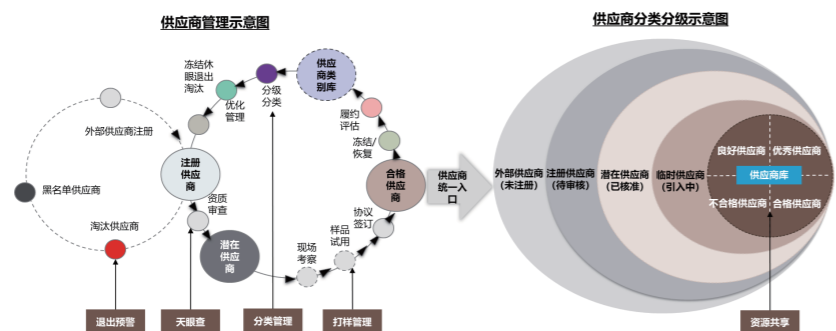 供应商管理示意图
供应商分类分级示意图
冻结休
眠退出
淘汰
优化
管理
分级
分类
供应
商类
别库
履约
评估
冻结/
恢复
外部供应商注册
注册
供应
商
黑名单供应商
资质
审查
淘汰供应商
潜在
供应
商
现场
考察
样品
试用
协议
签订
合格
供应
商
供应商
统一入
口
外部供应商
(未注册)
注册供应商
(待审核)
潜在供应商
(已核准)
临时供应商
(引入中)
良好供应商
优秀供应商
供应商库
不合格供应商
合格供应商
退出预警
天眼查
分类管理
打样管理
资源共享